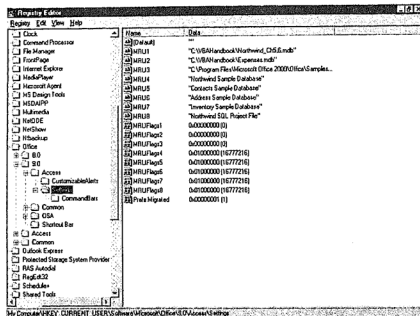 Registry Editor
Registry Edit View Help
Clock
Command Processor
File Manager
FrontPage
Internet Explorer
MediaPlayer
Microsoft Agent
MS Design Tools
MSDAIPP
Multimedia
NetDDE
NetShow
Ntbackup
Office
8.0
9.0
Access
CustomizableAlerts
Settings
CommandBars
Common
OSA
Shortcut Bar
Access
Common
Outlook Express
Protected Storage System Provider
RAS Autodial
RegEdt32
Schedule+
Shared Tools
Name Data
(Default) ""
MRU1 "C:\VBAHandbook\Northwind_Ch5,6.mdb"
MRU2 "C:\VBAHandbook\Expenses.mdb"
MRU3 "C:\Program Files\Microsoft Office 2000\Office\Samples...
MRU4 "Northwind Sample Database"
MRU5 "Contacts Sample Database"
MRU6 "Address Sample Database"
MRU7 "Inventory Sample Database"
MRU8 "Northwind SQL Project File"
MRUFlags1 0x00000000 (0)
MRUFlags2 0x00000000 (0)
MRUFlags3 0x00000000 (0)
MRUFlags4 0x01000000 (16777216)
MRUFlags5 0x01000000 (16777216)
MRUFlags6 0x01000000 (16777216)
MRUFlags7 0x01000000 (16777216)
MRUFlags8 0x01000000 (16777216)
Prefs Migrated 0x00000001 (1)
My Computer\HKEY_CURRENT_USER\Software\Microsoft\Office\9.0\Access\Settings